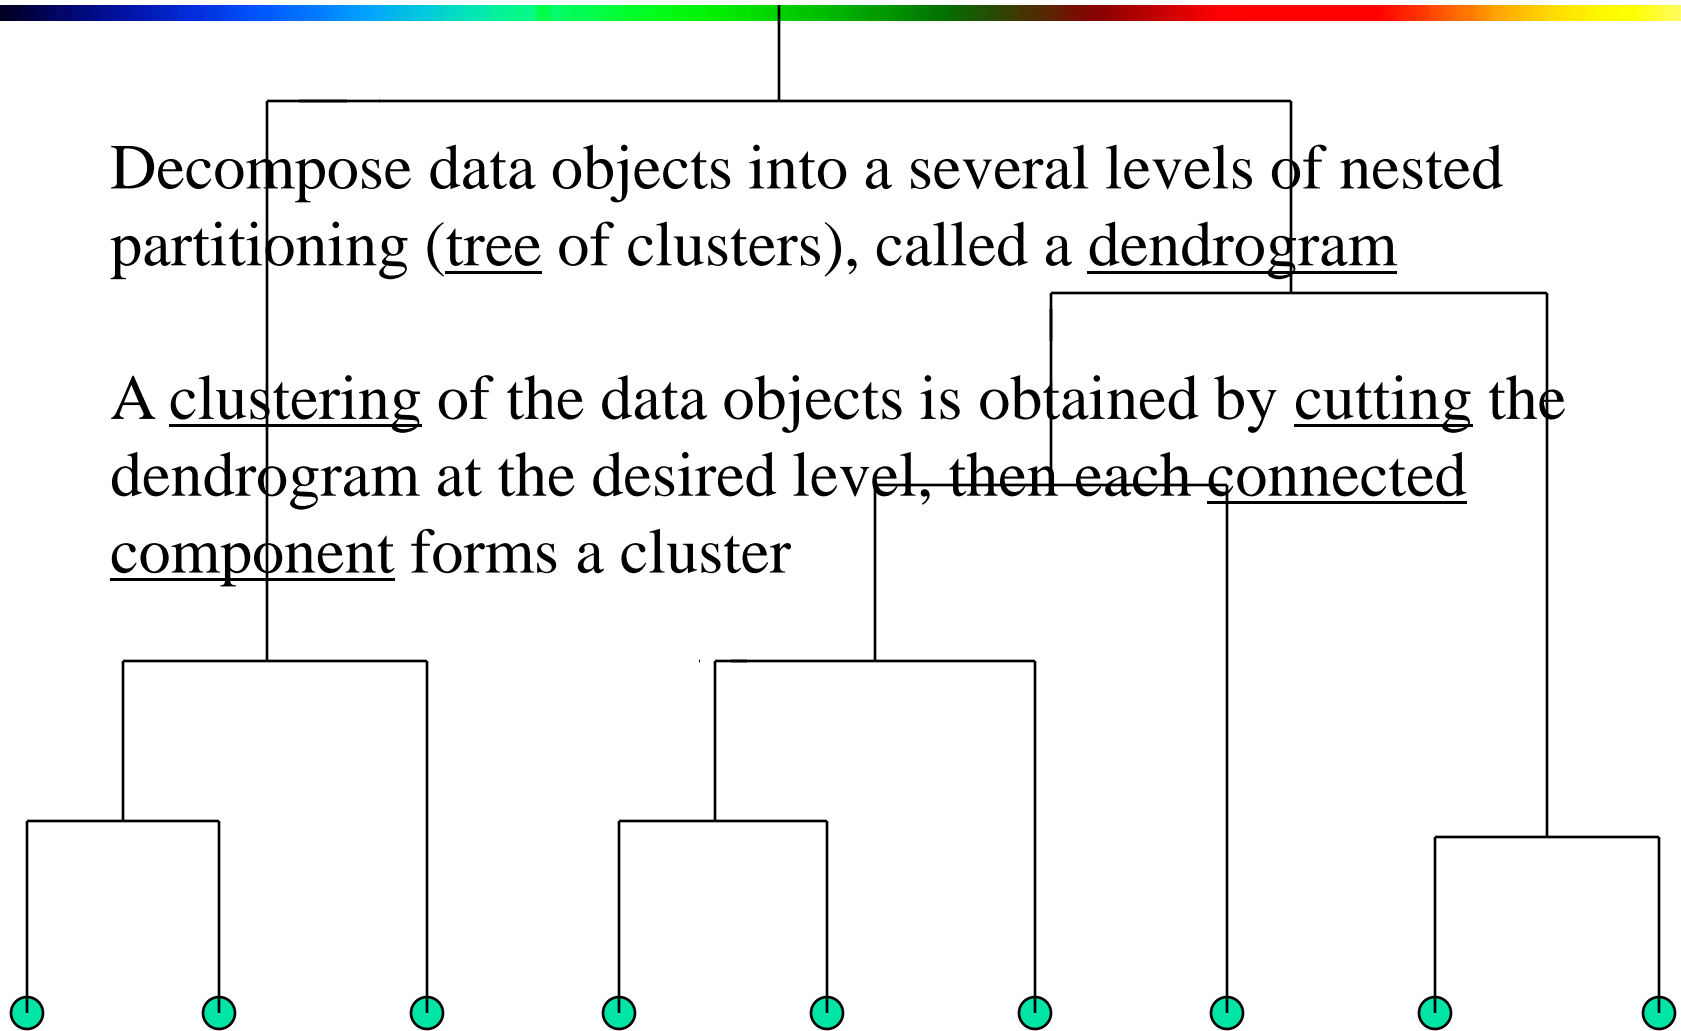 Decompose data objects into a several levels of nested
partitioning (tree of clusters), called a dendrogram
A clustering of the data objects is obtained by cutting the
dendrogram at the desired level, then each connected
component forms a cluster